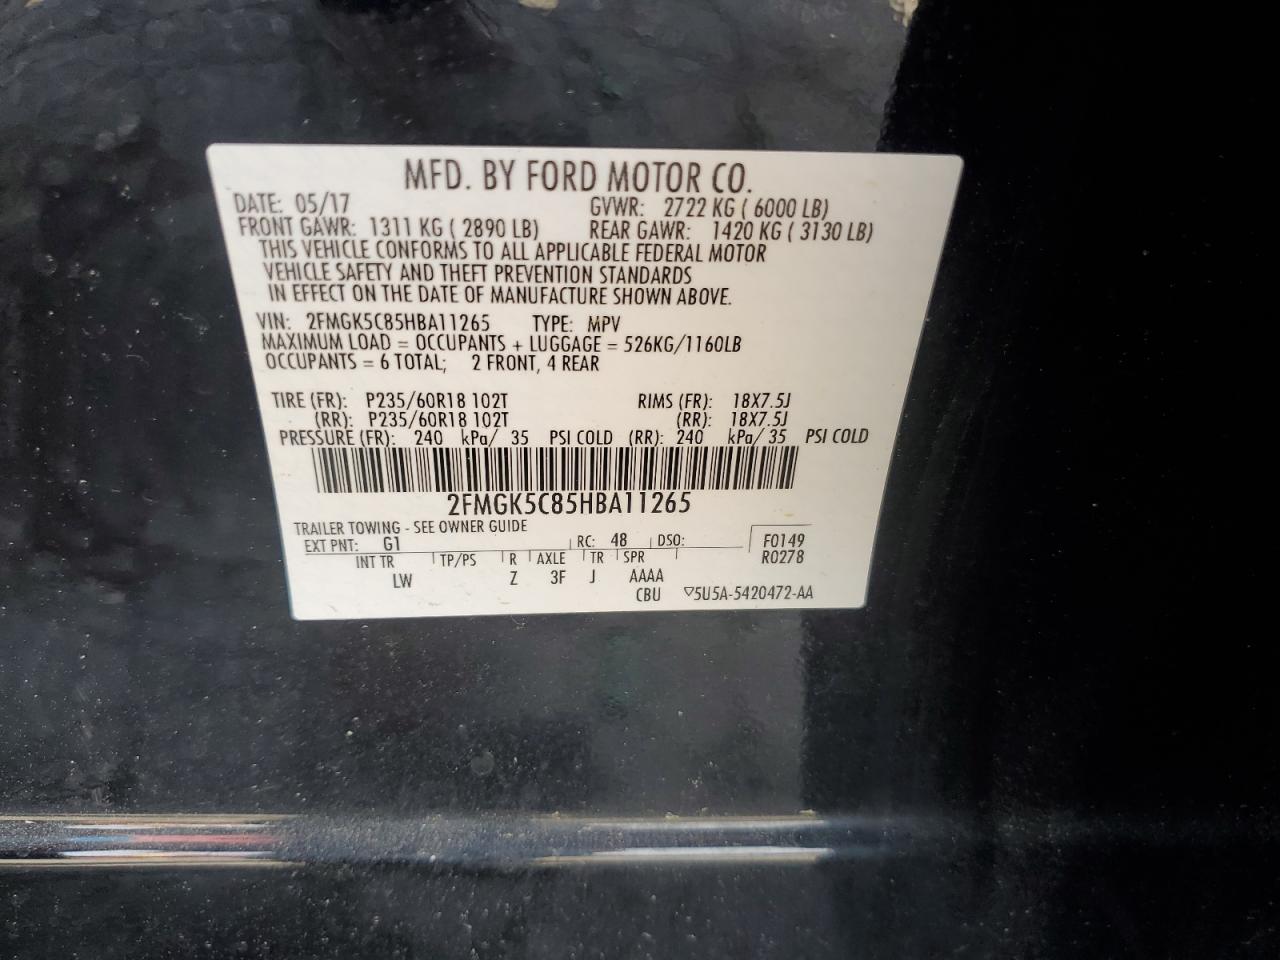 MFD. BY FORD MOTOR CO.
DATE: 05/17 GVWR: 2722 KG ( 6000 LB)
FRONT GAWR: 1311 KG ( 2890 LB) REAR GAWR: 1420 KG ( 3130 LB)
THIS VEHICLE CONFORMS TO ALL APPLICABLE FEDERAL MOTOR
VEHICLE SAFETY AND THEFT PREVENTION STANDARDS
IN EFFECT ON THE DATE OF MANUFACTURE SHOWN ABOVE.
VIN: 2FMGK5C85HBA11265 TYPE: MPV
MAXIMUM LOAD = OCCUPANTS + LUGGAGE = 526KG/1160LB
OCCUPANTS = 6 TOTAL; 2 FRONT, 4 REAR
TIRE (FR): P235/60R18 102T RIMS (FR): 18X7.5J
(RR): P235/60R18 102T (RR): 18X7.5J
PRESSURE (FR): 240 kPa/ 35 PSI COLD (RR): 240 kPa/ 35 PSI COLD
2FMGK5C85HBA11265
TRAILER TOWING - SEE OWNER GUIDE
EXT PNT: G1 RC: 48 DSO: F0149
INT TR TP/PS R AXLE TR SPR R0278
LW Z 3F J AAAA
CBU ▽5U5A-5420472-AA